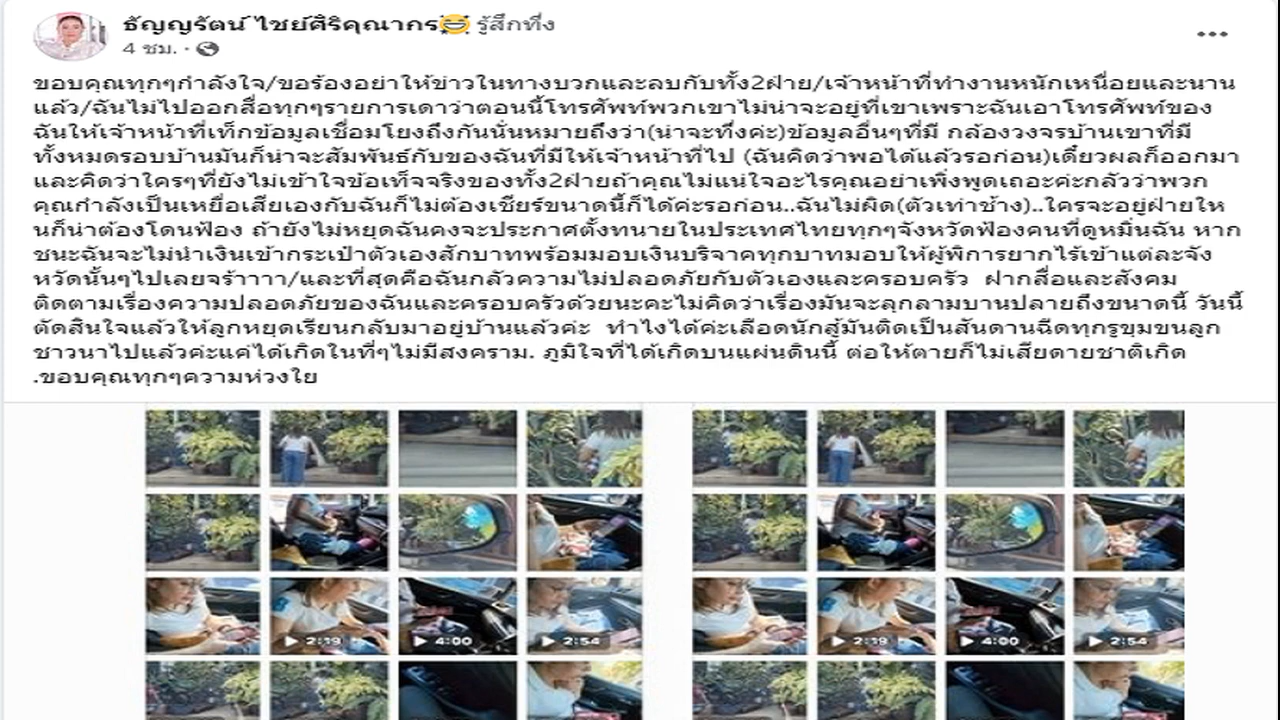 ธัญญรัตน์ ไชย์ศิริคุณากร รู้สึกทึ่ง
4 ชม.
ขอบคุณทุกๆกำลังใจ/ขอร้องอย่าให้ข่าวในทางบวกและลบกับทั้ง2ฝ่าย/เจ้าหน้าที่ทำงานหนักเหนื่อยและนาน
แล้ว/ฉันไม่ไปออกสื่อทุกๆรายการเดาว่าตอนนี้โทรศัพท์พวกเขาไม่น่าจะอยู่ที่เขาเพราะฉันเอาโทรศัพท์ของ
ฉันให้เจ้าหน้าที่เท็กข้อมูลเชื่อมโยงถึงกันนั่นหมายถึงว่า(น่าจะทึ่งค่ะ)ข้อมูลอื่นๆที่มี กล้องวงจรบ้านเขาที่มี
ทั้งหมดรอบบ้านมันก็น่าจะสัมพันธ์กับของฉันที่มีให้เจ้าหน้าที่ไป (ฉันคิดว่าพอได้แล้วรอก่อน)เดี๋ยวผลก็ออกมา
และคิดว่าใครๆที่ยังไม่เข้าใจข้อเท็จจริงของทั้ง2ฝ่ายถ้าคุณไม่แน่ใจอะไรคุณอย่าเพิ่งพูดเถอะค่ะกลัวว่าพวก
คุณกำลังเป็นเหยื่อเสียเองกับฉันก็ไม่ต้องเชียร์ขนาดนี้ก็ได้ค่ะรอก่อน..ฉันไม่ผิด(ตัวเท่าช้าง)..ใครจะอยู่ฝ่ายให
นก็น่าต้องโดนฟ้อง ถ้ายังไม่หยุดฉันคงจะประกาศตั้งทนายในประเทศไทยทุกๆจังหวัดฟ้องคนที่ดูหมิ่นฉัน หาก
ชนะฉันจะไม่นำเงินเข้ากระเป๋าตัวเองสักบาทพร้อมมอบเงินบริจาคทุกบาทมอบให้ผู้พิการยากไร้เข้าแต่ละจัง
หวัดนั้นๆไปเลยจร้าาาา/และที่สุดคือฉันกลัวความไม่ปลอดภัยกับตัวเองและครอบครัว ฝากสื่อและสังคม
ติดตามเรื่องความปลอดภัยของฉันและครอบครัวด้วยนะคะไม่คิดว่าเรื่องมันจะลุกลามบานปลายถึงขนาดนี้ วันนี้
ตัดสินใจแล้วให้ลูกหยุดเรียนกลับมาอยู่บ้านแล้วค่ะ ทำไงได้ค่ะเลือดนักสู้มันติดเป็นสันดานฉีดทุกรูขุมขนลูก
ชาวนาไปแล้วค่ะแค่ได้เกิดในที่ๆไม่มีสงคราม. ภูมิใจที่ได้เกิดบนแผ่นดินนี้ ต่อให้ตายก็ไม่เสียดายชาติเกิด
.ขอบคุณทุกๆความห่วงใย
2:19 4:00 2:54 2:19 4:00 2:54